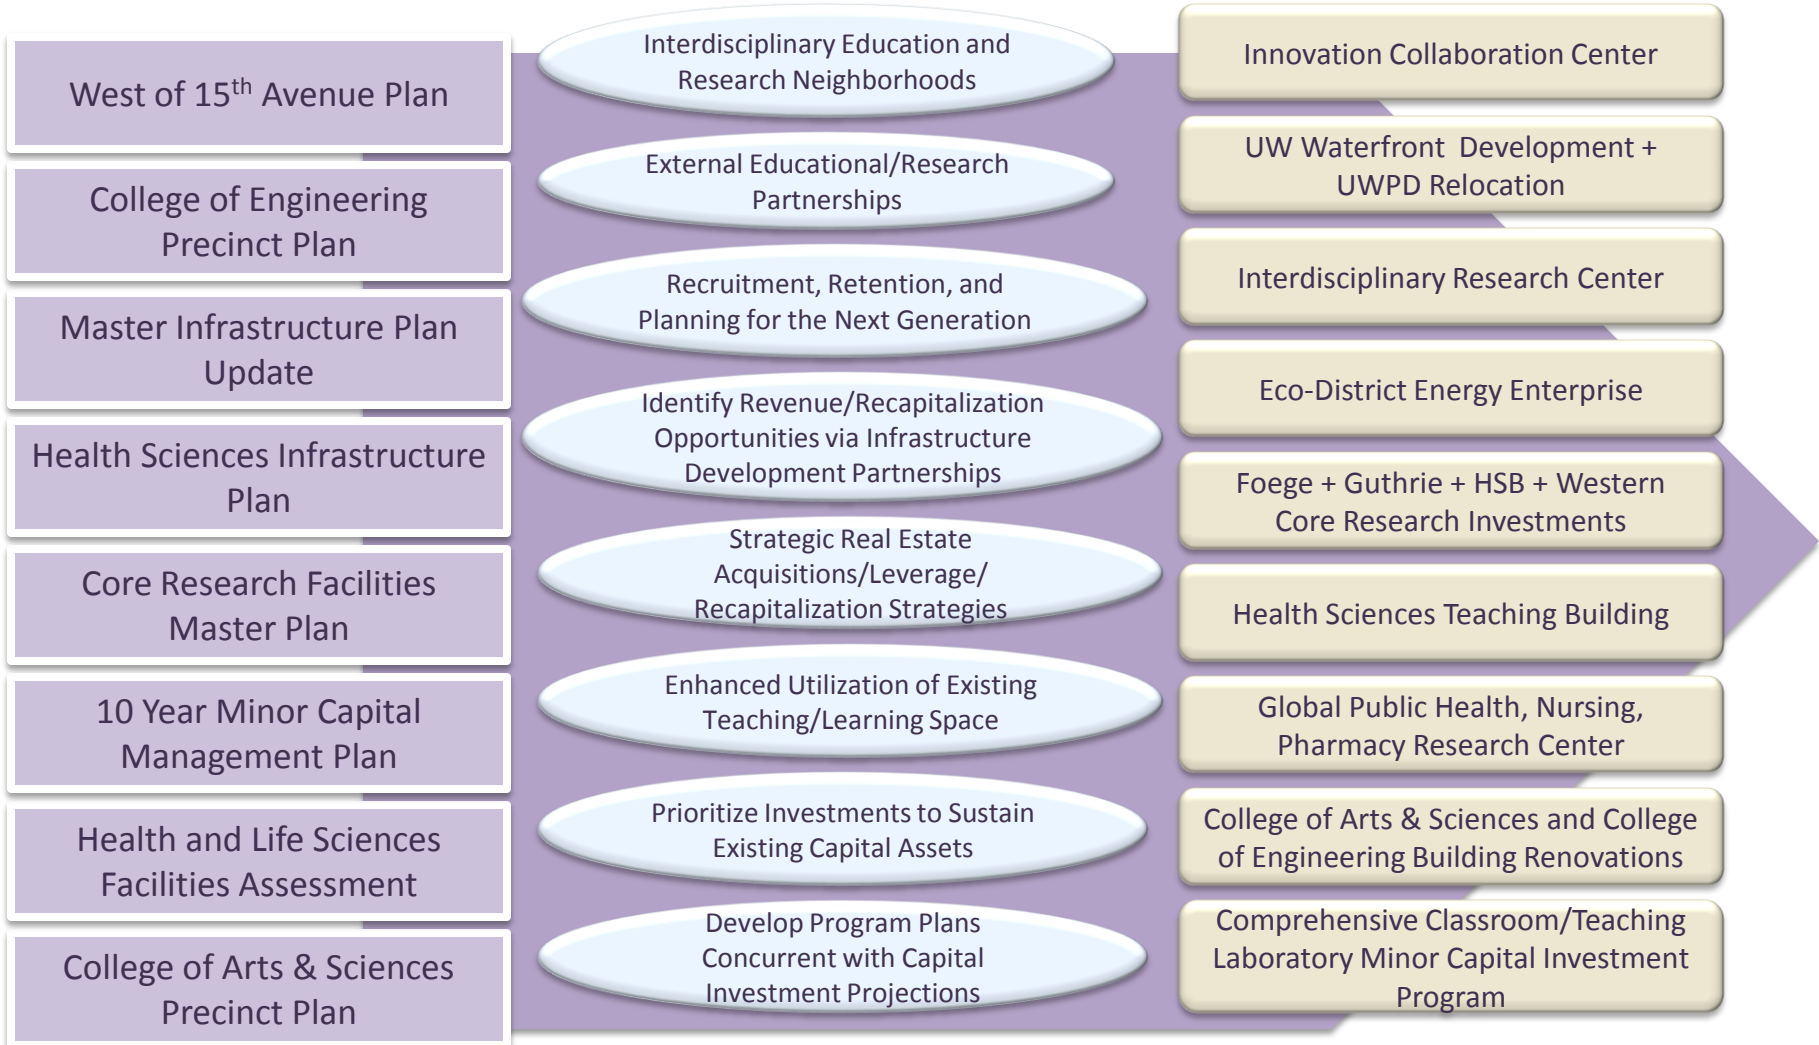 West of 15th Avenue Plan
College of Engineering
Precinct Plan
Master Infrastructure Plan
Update
Health Sciences Infrastructure
Plan
Core Research Facilities
Master Plan
10 Year Minor Capital
Management Plan
Health and Life Sciences
Facilities Assessment
College of Arts & Sciences
Precinct Plan
Interdisciplinary Education and
Research Neighborhoods
External Educational/Research
Partnerships
Recruitment, Retention, and
Planning for the Next Generation
Identify Revenue/Recapitalization
Opportunities via Infrastructure
Development Partnerships
Strategic Real Estate
Acquisitions/Leverage/
Recapitalization Strategies
Enhanced Utilization of Existing
Teaching/Learning Space
Prioritize Investments to Sustain
Existing Capital Assets
Develop Program Plans
Concurrent with Capital
Investment Projections
Innovation Collaboration Center
UW Waterfront Development +
UWPD Relocation
Interdisciplinary Research Center
Eco-District Energy Enterprise
Foege + Guthrie + HSB + Western
Core Research Investments
Health Sciences Teaching Building
Global Public Health, Nursing,
Pharmacy Research Center
College of Arts & Sciences and College
of Engineering Building Renovations
Comprehensive Classroom/Teaching
Laboratory Minor Capital Investment
Program